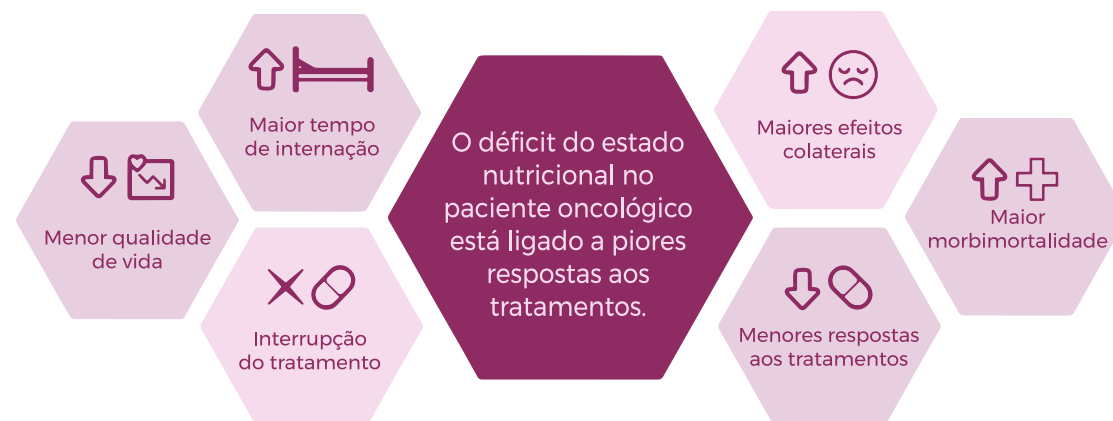 Menor qualidade
de vida
Maior tempo
de internação
Interrupção
do tratamento
O déficit do estado
nutricional no
paciente oncológico
está ligado a piores
respostas aos
tratamentos.
Maiores efeitos
colaterais
Menores respostas
aos tratamentos
Maior
morbimortalidade